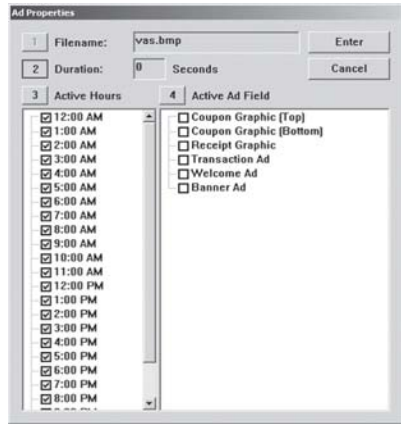 Ad Properties
1 Filename: vas.bmp Enter
2 Duration: 0 Seconds Cancel
3 Active Hours 4 Active Ad Field
12:00 AM
1:00 AM
2:00 AM
3:00 AM
4:00 AM
5:00 AM
6:00 AM
7:00 AM
8:00 AM
9:00 AM
10:00 AM
11:00 AM
12:00 PM
1:00 PM
2:00 PM
3:00 PM
4:00 PM
5:00 PM
6:00 PM
7:00 PM
8:00 PM
Coupon Graphic (Top)
Coupon Graphic (Bottom)
Receipt Graphic
Transaction Ad
Welcome Ad
Banner Ad